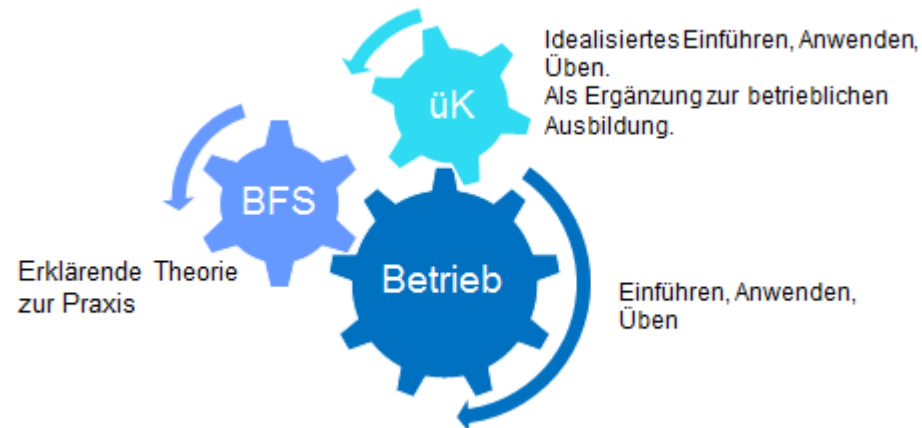 Idealisiertes Einführen, Anwenden,
Üben.
Als Ergänzung zur betrieblichen
Ausbildung.
üK
BFS
Erklärende Theorie
zur Praxis
Betrieb
Einführen, Anwenden,
Üben